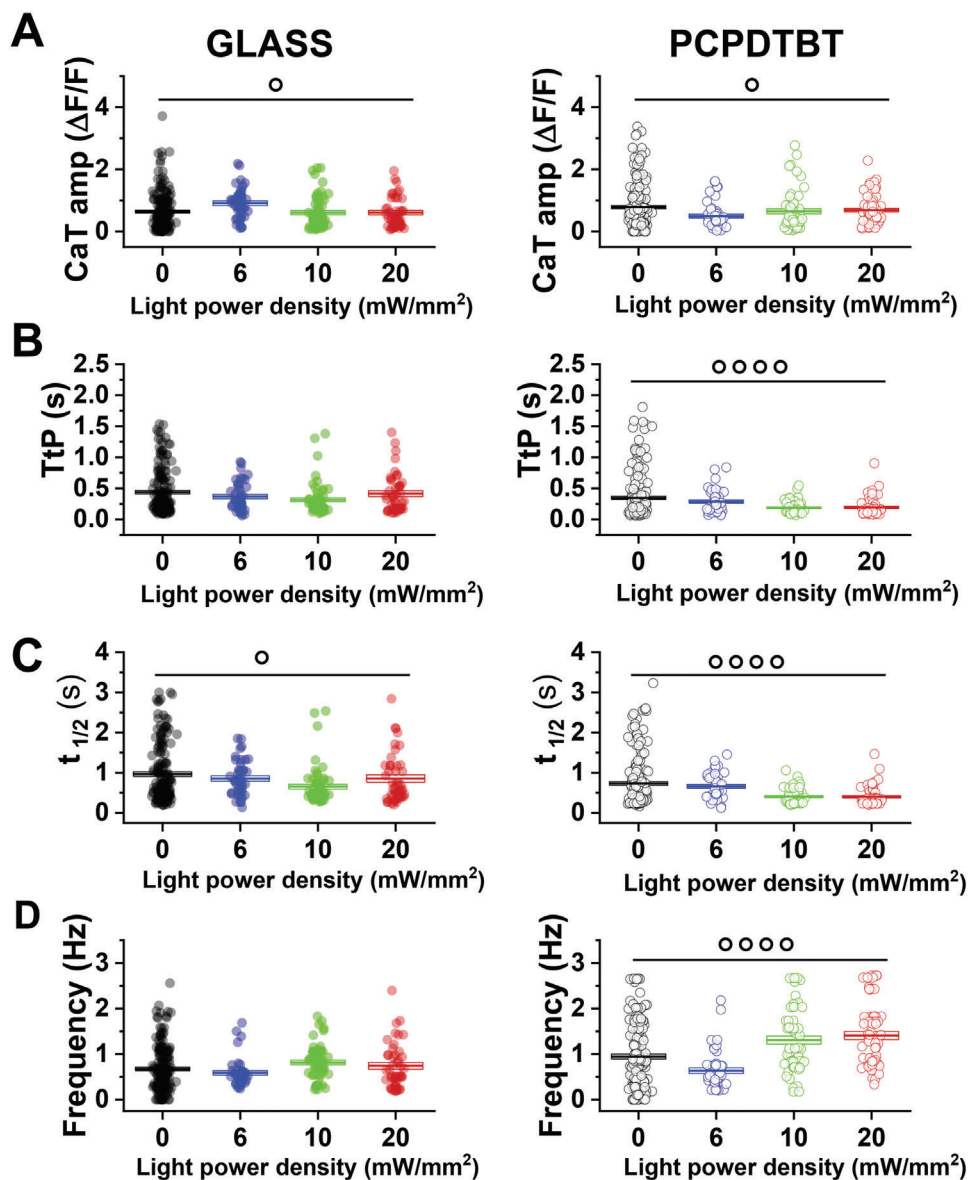 A
GLASS
PCPDTBT
CaT amp (ΔF/F)
4
2
0
0 6 10 20
Light power density (mW/mm²)
CaT amp (ΔF/F)
4
2
0
0 6 10 20
Light power density (mW/mm²)
B
TtP (s)
2.5
2.0
1.5
1.0
0.5
0.0
0 6 10 20
Light power density (mW/mm²)
TtP (s)
2.5
2.0
1.5
1.0
0.5
0.0
0 6 10 20
Light power density (mW/mm²)
C
t 1/2 (s)
4
3
2
1
0
0 6 10 20
Light power density (mW/mm²)
t 1/2 (s)
4
3
2
1
0
0 6 10 20
Light power density (mW/mm²)
D
Frequency (Hz)
3
2
1
0
0 6 10 20
Light power density (mW/mm²)
Frequency (Hz)
3
2
1
0
0 6 10 20
Light power density (mW/mm²)